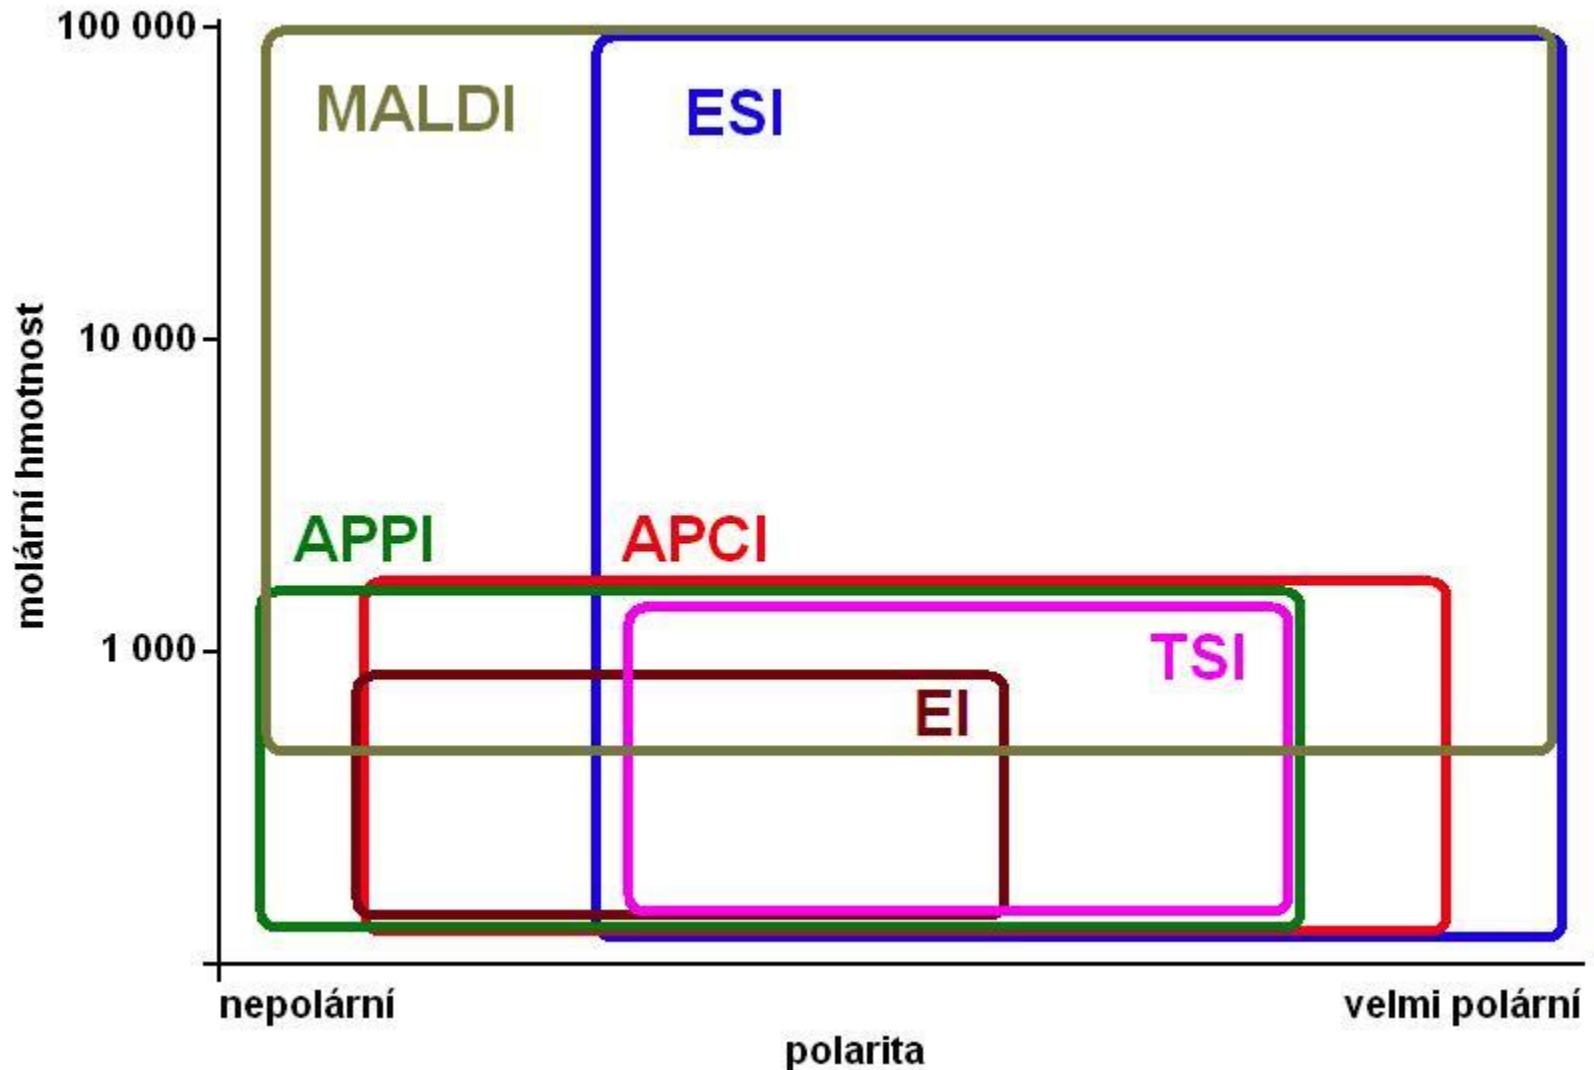 100 000
MALDI
ESI
10 000
molární hmotnost
APPI
APCI
1 000
TSI
EI
nepolární
velmi polární
polarita